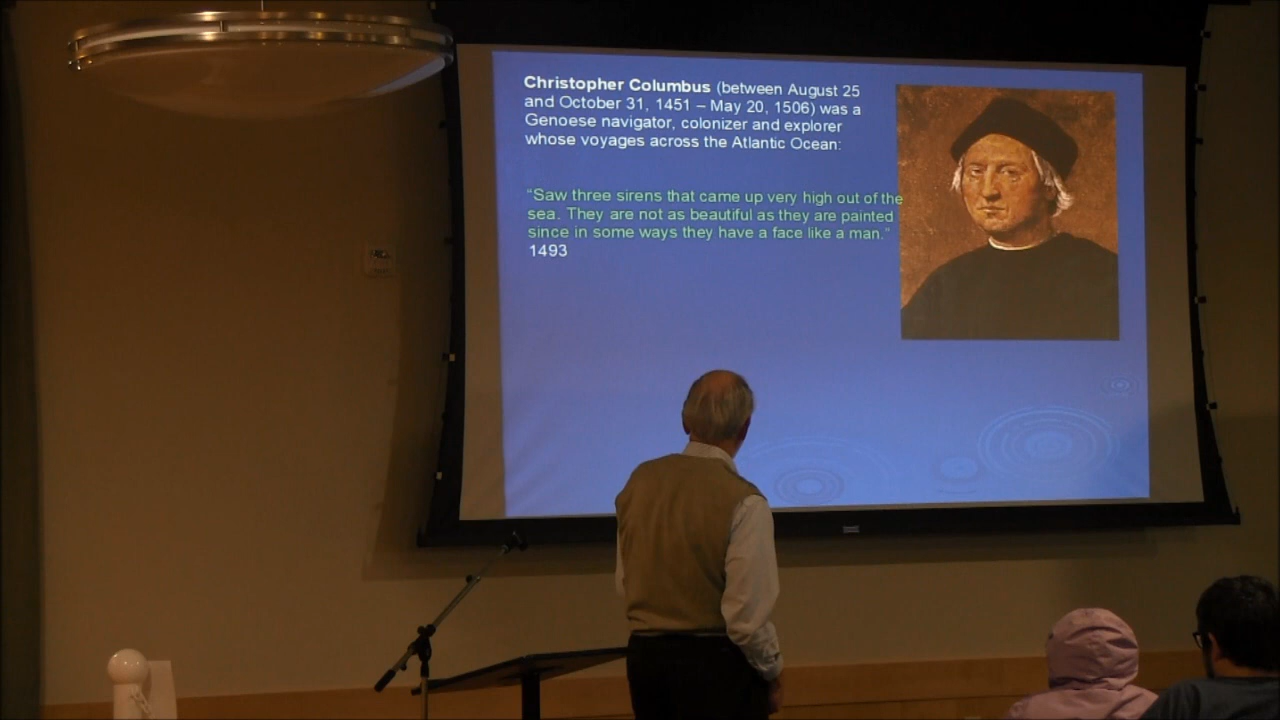 Christopher Columbus (between August 25
and October 31, 1451 – May 20, 1506) was a
Genoese navigator, colonizer and explorer
whose voyages across the Atlantic Ocean:
“Saw three sirens that came up very high out of the
sea. They are not as beautiful as they are painted
since in some ways they have a face like a man.”
1493